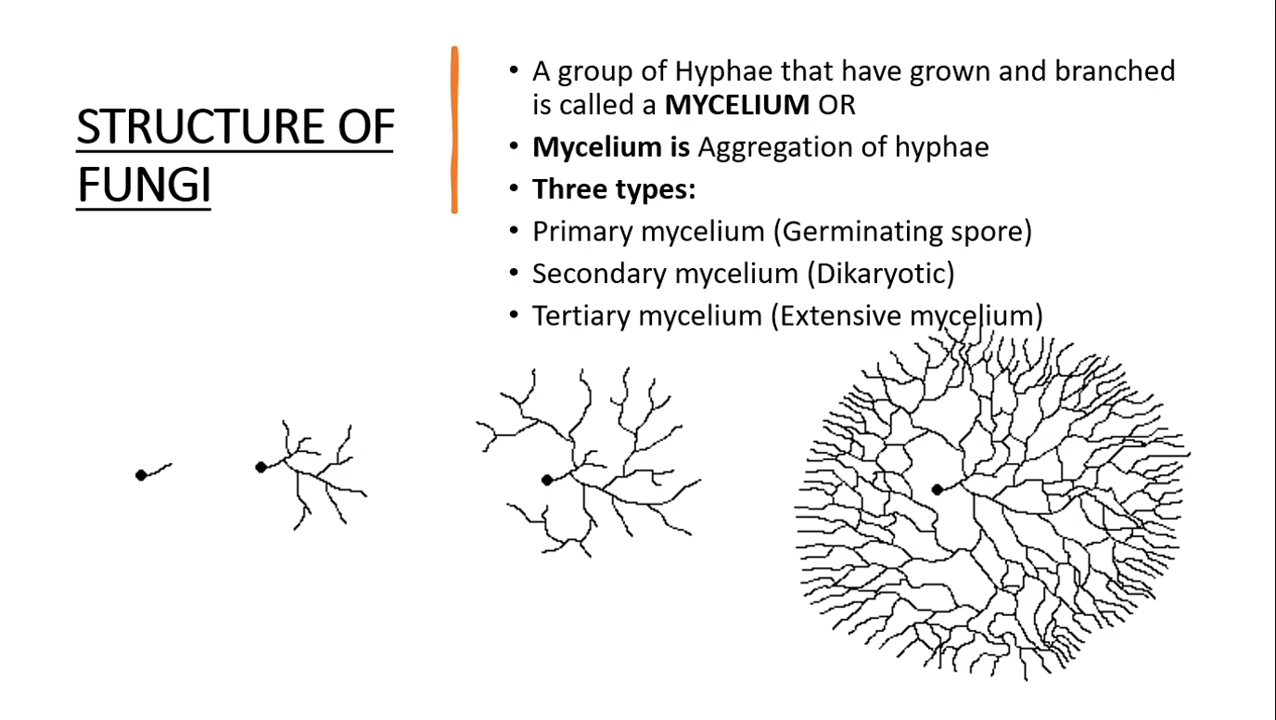 STRUCTURE OF
FUNGI
• A group of Hyphae that have grown and branched
is called a MYCELIUM OR
• Mycelium is Aggregation of hyphae
• Three types:
• Primary mycelium (Germinating spore)
• Secondary mycelium (Dikaryotic)
• Tertiary mycelium (Extensive mycelium)